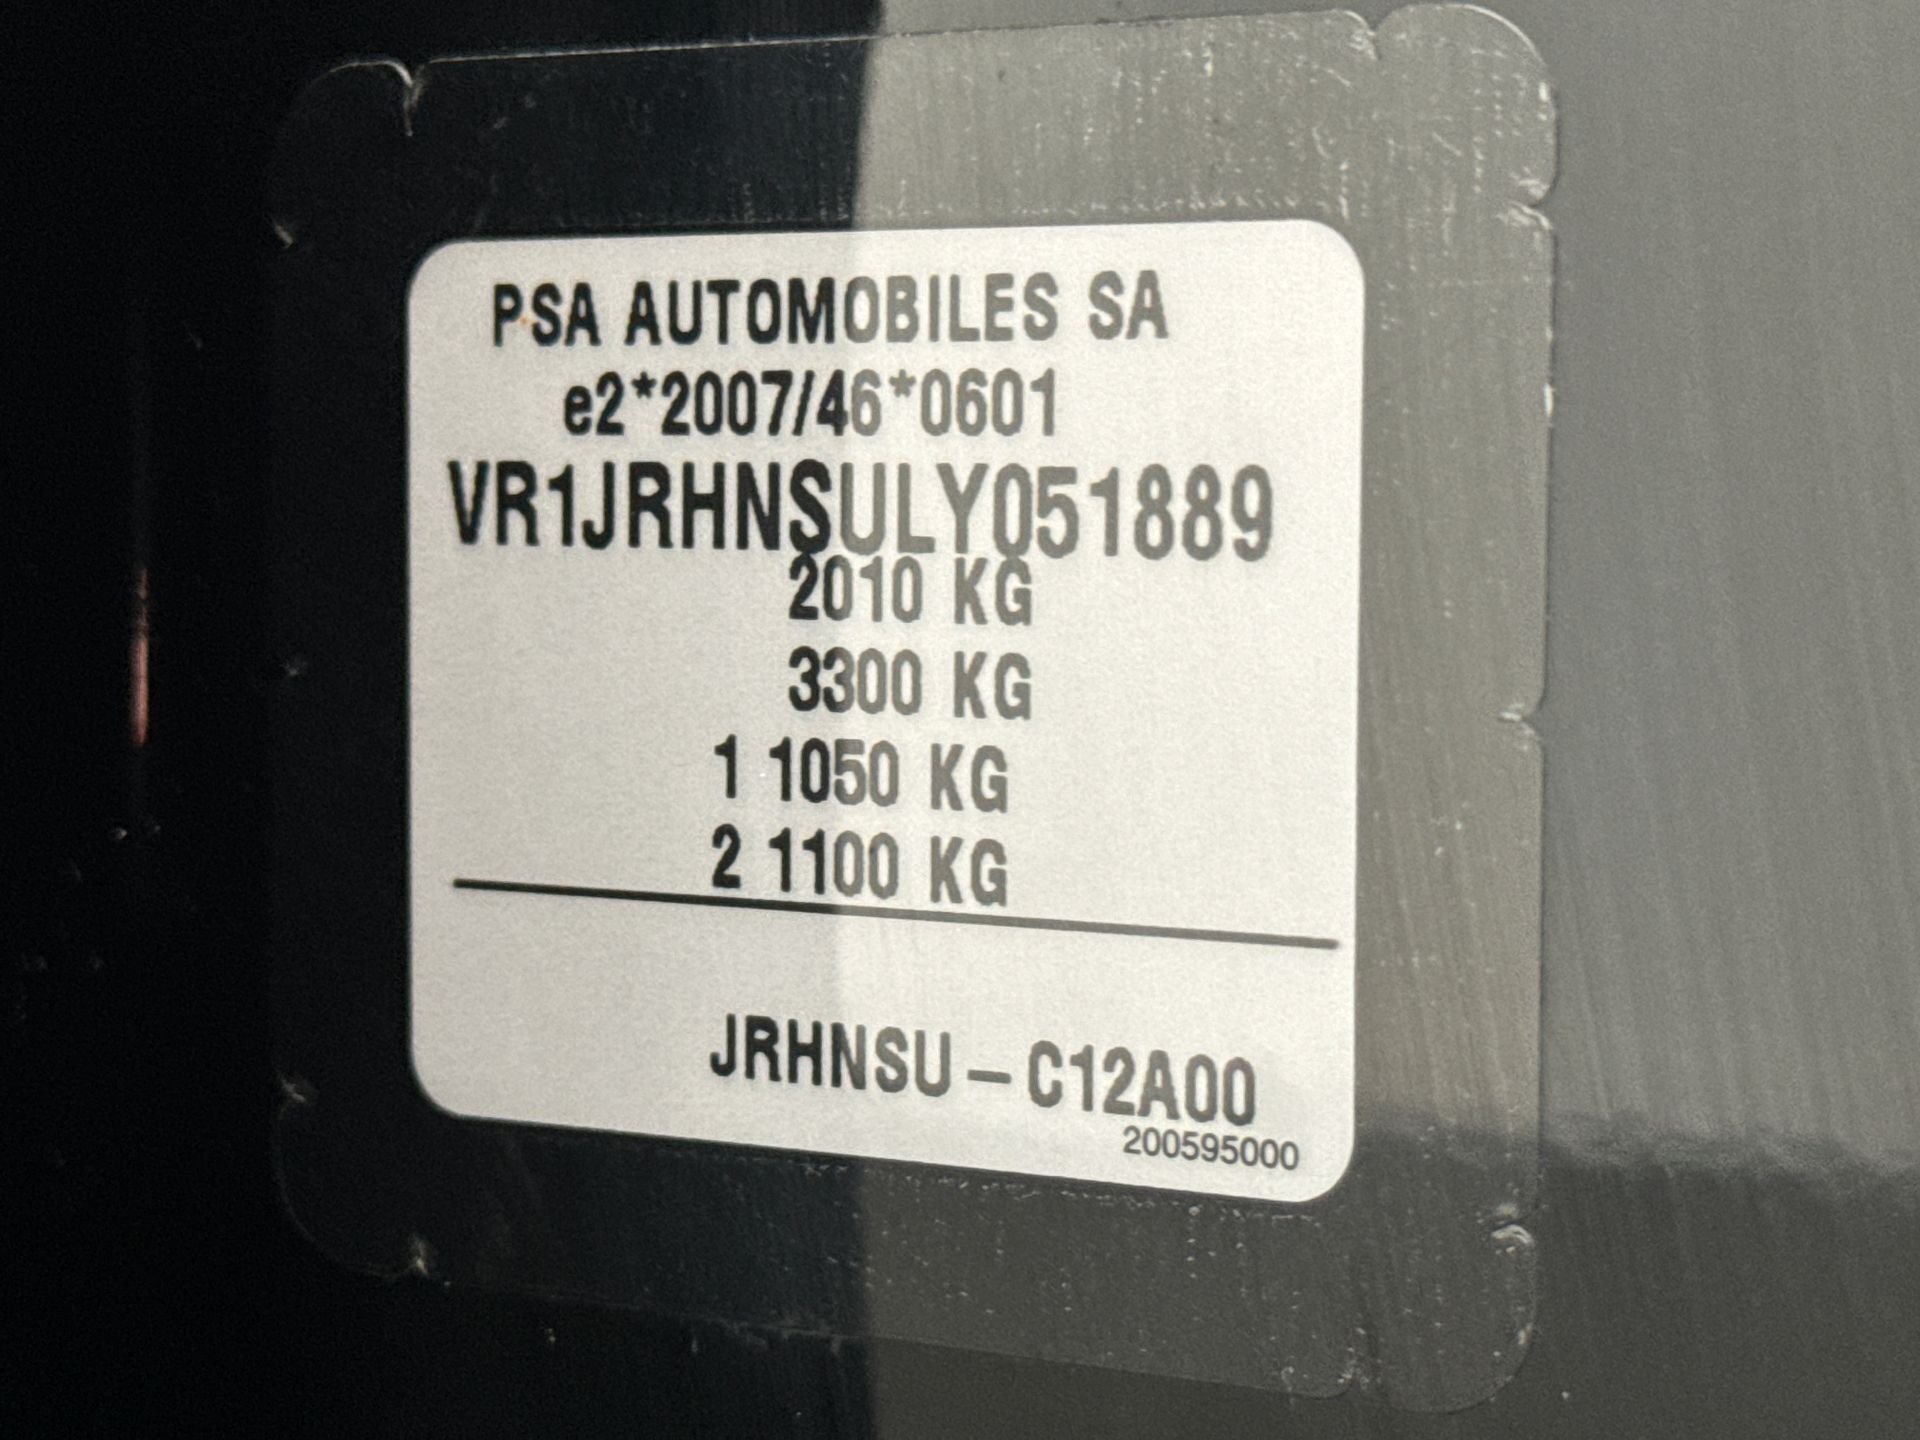 PSA AUTOMOBILES SA
e2*2007/46*0601
VR1JRHNSULY051889
2010 KG
3300 KG
1 1050 KG
2 1100 KG
JRHNSU – C12A00
200595000